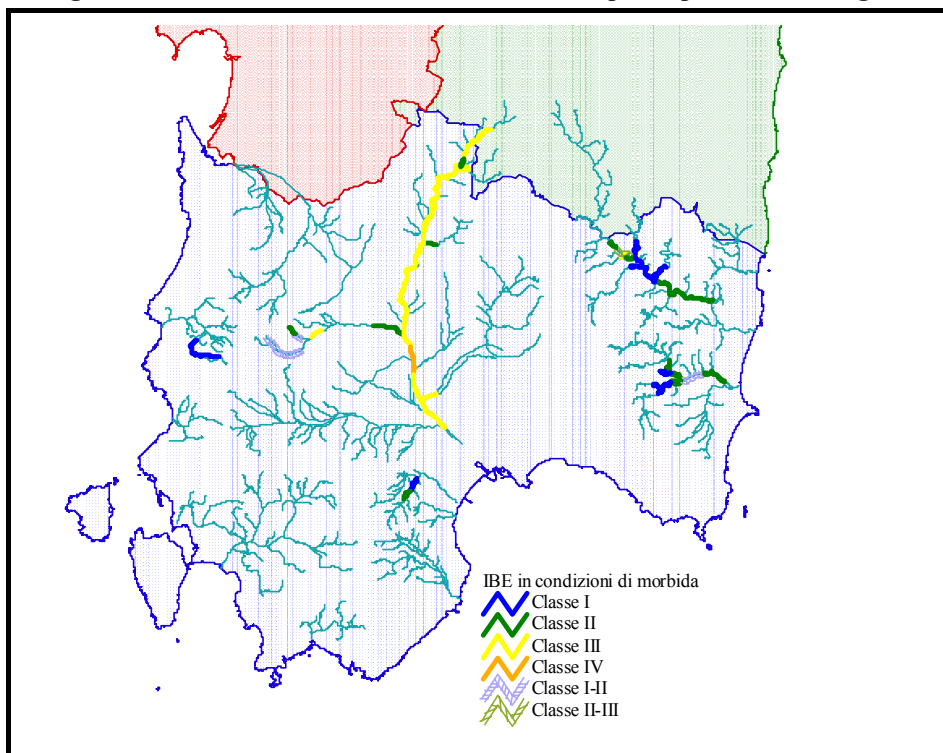 IBE in condizioni di morbida
Classe I
Classe II
Classe III
Classe IV
Classe I-II
Classe II-III